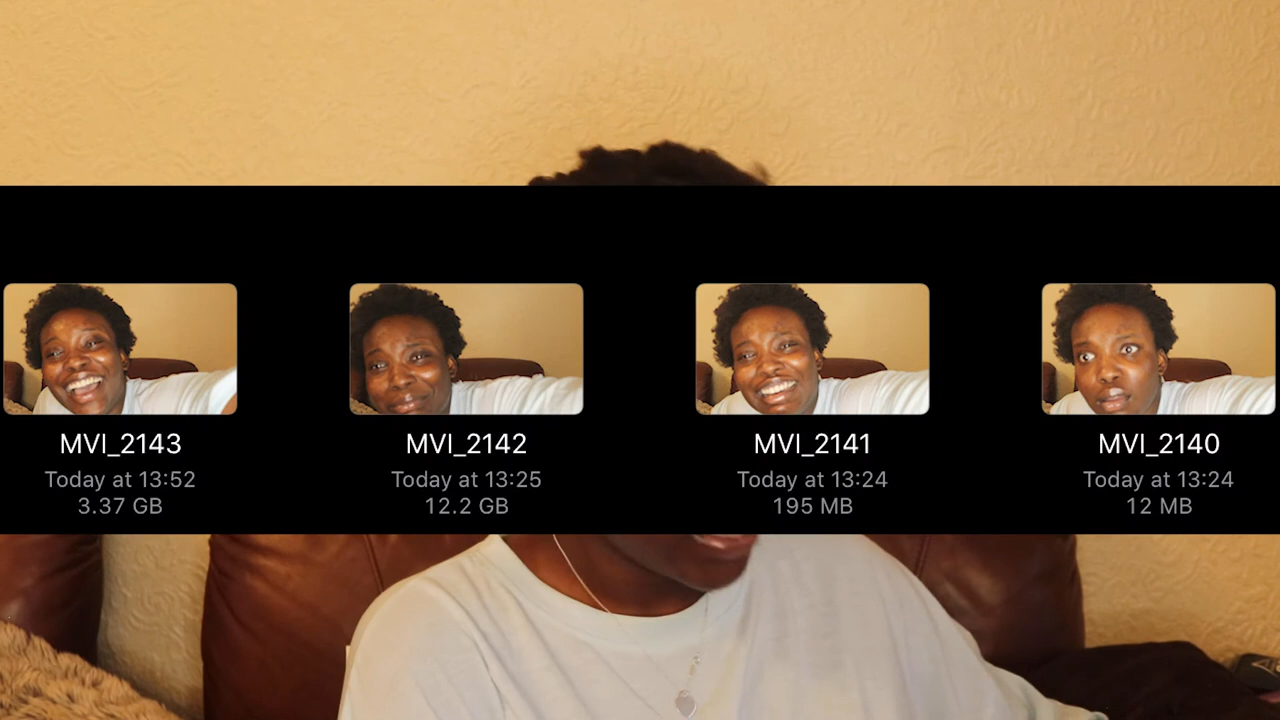 MVI_2143
Today at 13:52
3.37 GB
MVI_2142
Today at 13:25
12.2 GB
MVI_2141
Today at 13:24
195 MB
MVI_2140
Today at 13:24
12 MB